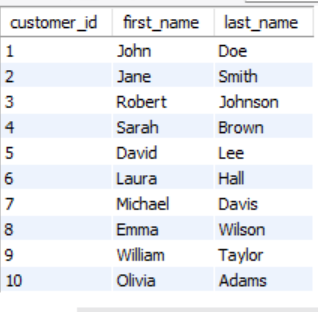 customer_id first_name last_name
1 John Doe
2 Jane Smith
3 Robert Johnson
4 Sarah Brown
5 David Lee
6 Laura Hall
7 Michael Davis
8 Emma Wilson
9 William Taylor
10 Olivia Adams